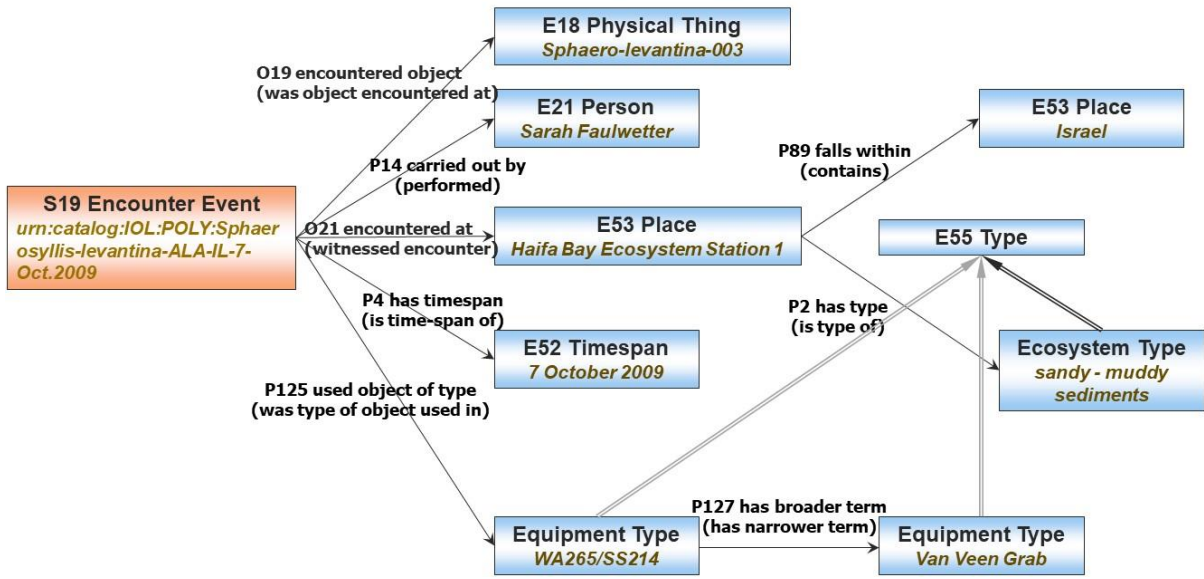 E18 Physical Thing
Sphaero-levantina-003
O19 encountered object
(was object encountered at)
E21 Person
Sarah Faulwetter
E53 Place
Israel
P14 carried out by
(performed)
P89 falls within
(contains)
S19 Encounter Event
urn:catalog:IOL:POLY:Sphaer
osyllis-levantina-ALA-IL-7-
Oct.2009
O21 encountered at
(witnessed encounter)
E53 Place
Haifa Bay Ecosystem Station 1
E55 Type
P4 has timespan
(is time-span of)
P2 has type
(is type of)
E52 Timespan
7 October 2009
Ecosystem Type
sandy - muddy
sediments
P125 used object of type
(was type of object used in)
P127 has broader term
(has narrower term)
Equipment Type
WA265/SS214
Equipment Type
Van Veen Grab